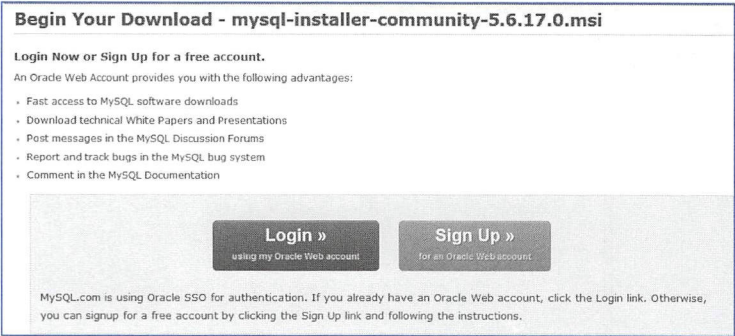 Begin Your Download - mysql-installer-community-5.6.17.0.msi
Login Now or Sign Up for a free account.
An Oracle Web Account provides you with the following advantages:
• Fast access to MySQL software downloads
• Download technical White Papers and Presentations
• Post messages in the MySQL Discussion Forums
• Report and track bugs in the MySQL bug system
• Comment in the MySQL Documentation
Login »
using my Oracle Web account
Sign Up »
for an Oracle Web account
MySQL.com is using Oracle SSO for authentication. If you already have an Oracle Web account, click the Login link. Otherwise,
you can signup for a free account by clicking the Sign Up link and following the instructions.